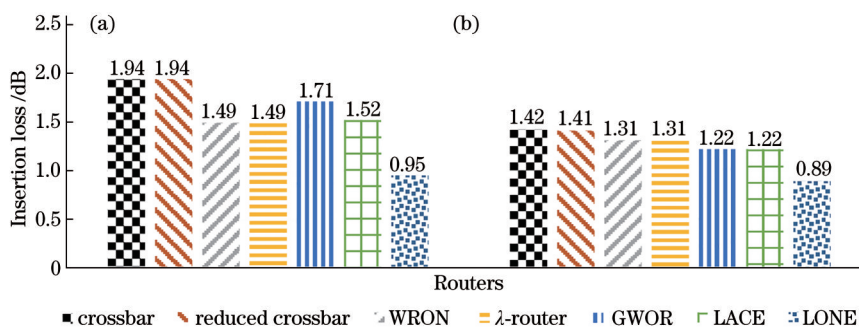 2.5 (a) (b)
1.94 1.94
2.0
1.71
1.49 1.49 1.52
1.42 1.41
1.5
1.31 1.31
1.22 1.22
0.95
0.89
1.0
0.5
0
Insertion loss /dB
Routers
crossbar reduced crossbar WRON λ-router GWOR LACE LONE